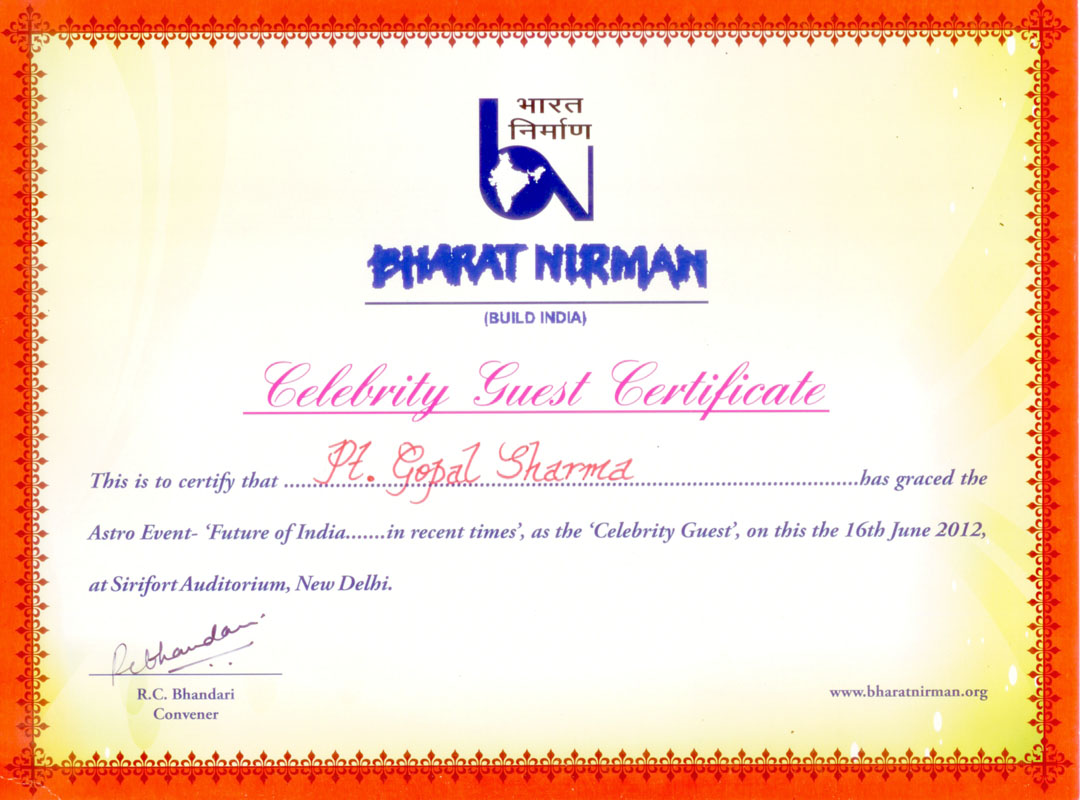 भारत
निर्माण
BHARAT NIRMAN
(BUILD INDIA)
Celebrity Guest Certificate
This is to certify that ....Pt. Gopal Sharma....has graced the
Astro Event- ‘Future of India.......in recent times’, as the ‘Celebrity Guest’, on this the 16th June 2012,
at Sirifort Auditorium, New Delhi.
RcBhandari
R.C. Bhandari
Convener
www.bharatnirman.org